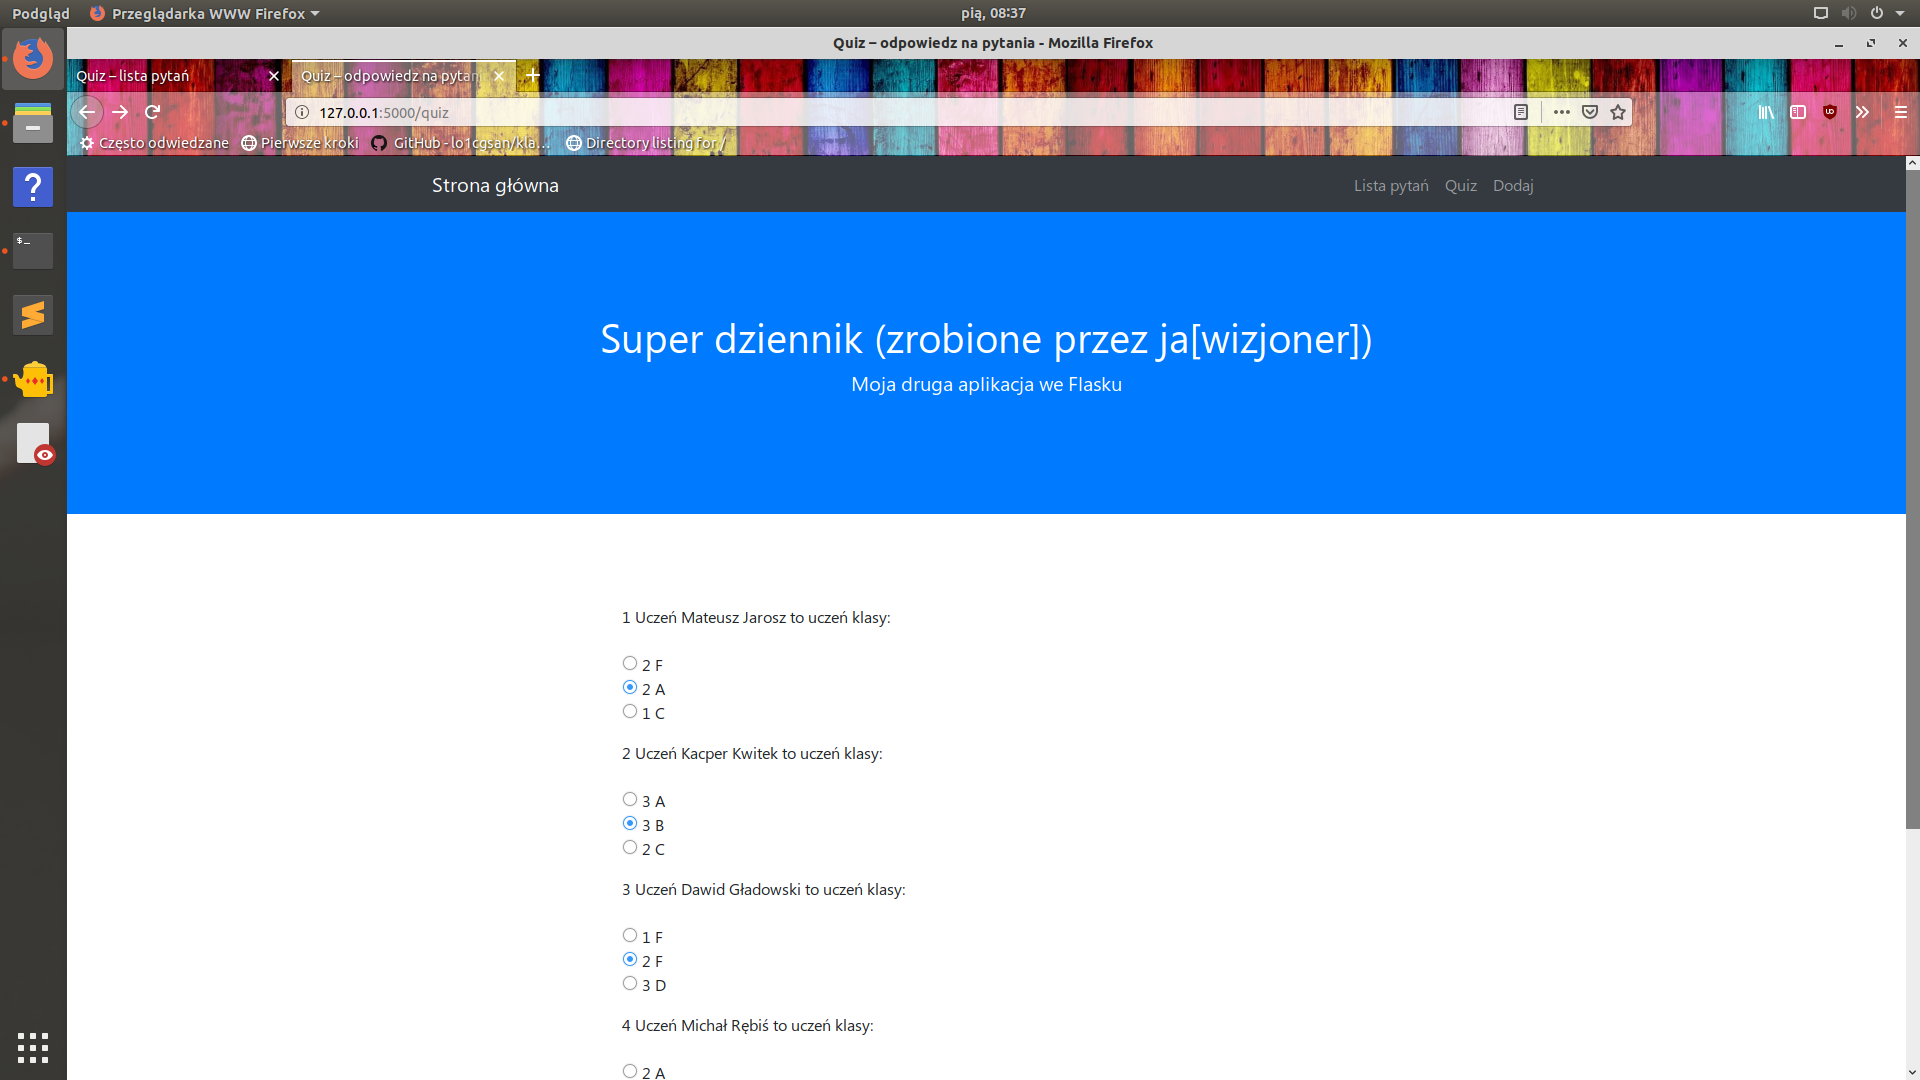 Podgląd
Przeglądarka WWW Firefox
pią, 08:37
Quiz – odpowiedz na pytania - Mozilla Firefox
Quiz – lista pytań
Quiz – odpowiedz na pytan
127.0.0.1:5000/quiz
Często odwiedzane
Pierwsze kroki
GitHub - lo1cgsan/kla…
Directory listing for /
Strona główna
Lista pytań
Quiz
Dodaj
Super dziennik (zrobione przez ja[wizjoner])
Moja druga aplikacja we Flasku
1 Uczeń Mateusz Jarosz to uczeń klasy:
2 F
2 A
1 C
2 Uczeń Kacper Kwitek to uczeń klasy:
3 A
3 B
2 C
3 Uczeń Dawid Gładowski to uczeń klasy:
1 F
2 F
3 D
4 Uczeń Michał Rębiś to uczeń klasy:
2 A